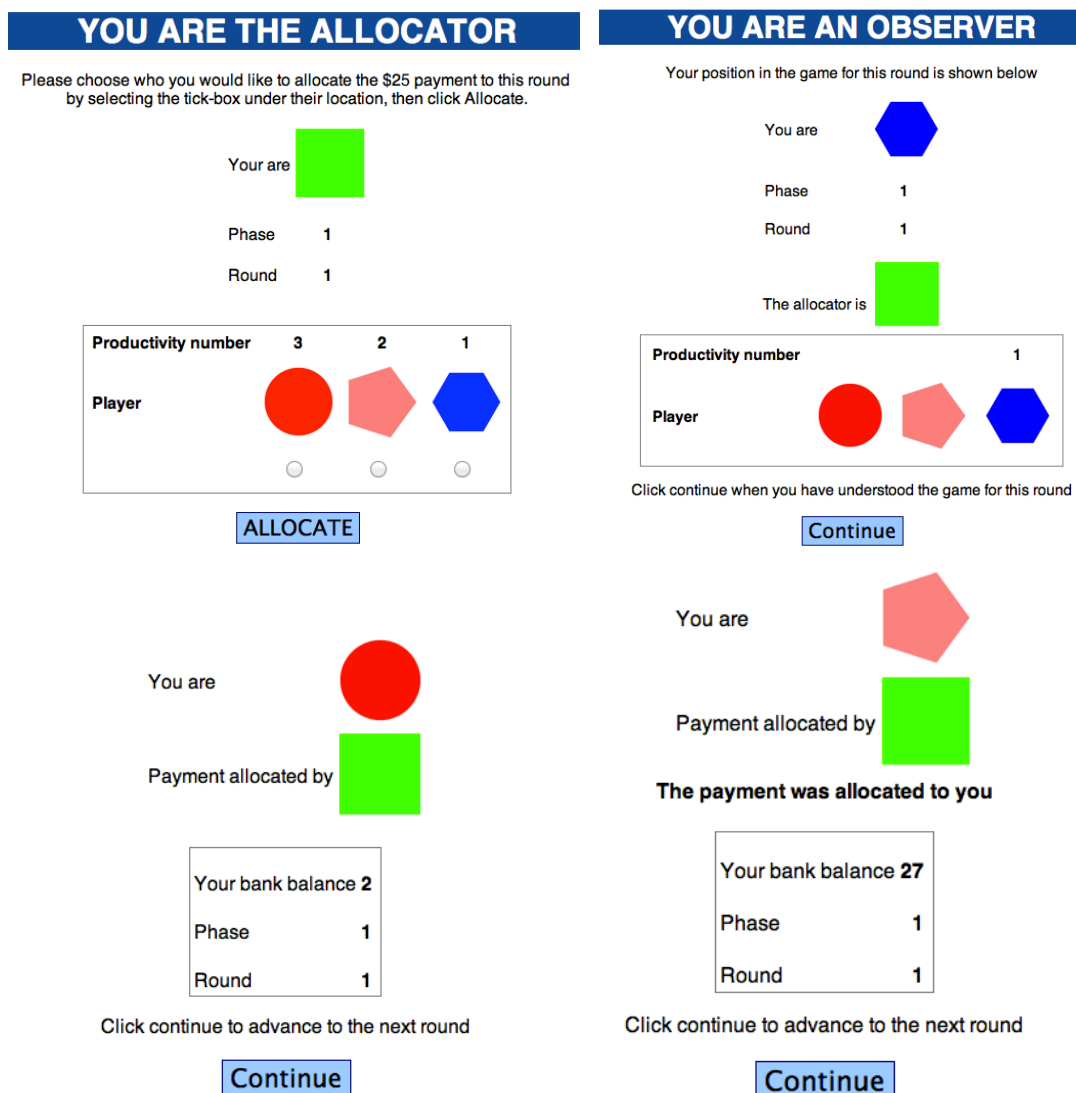 YOU ARE THE ALLOCATOR
Please choose who you would like to allocate the $25 payment to this round
by selecting the tick-box under their location, then click Allocate.
Your are
Phase 1
Round 1
Productivity number 3 2 1
Player
ALLOCATE
YOU ARE AN OBSERVER
Your position in the game for this round is shown below
You are
Phase 1
Round 1
The allocator is
Productivity number 1
Player
Click continue when you have understood the game for this round
Continue
You are
Payment allocated by
Your bank balance 2
Phase 1
Round 1
Click continue to advance to the next round
Continue
You are
Payment allocated by
The payment was allocated to you
Your bank balance 27
Phase 1
Round 1
Click continue to advance to the next round
Continue